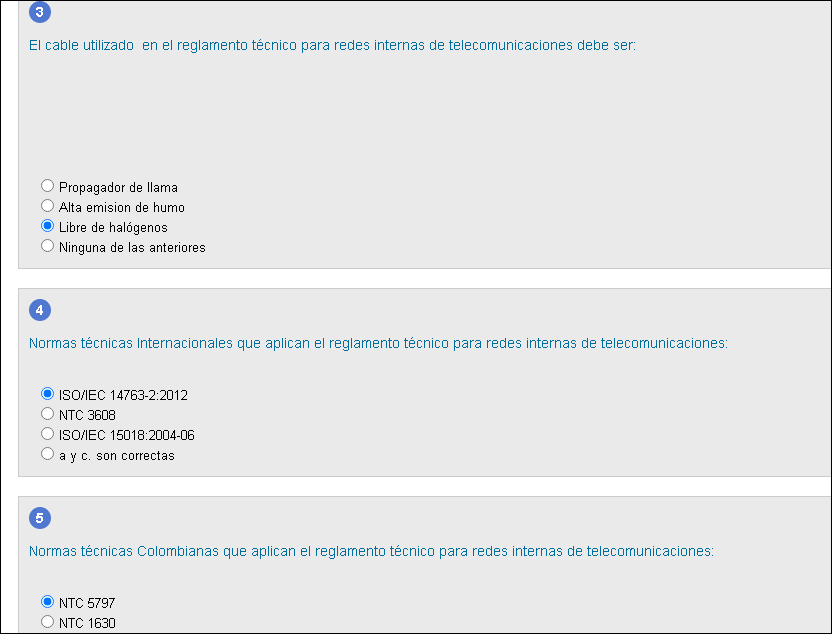 3
El cable utilizado  en el reglamento técnico para redes internas de telecomunicaciones debe ser:
Propagador de llama
Alta emision de humo
Libre de halógenos
Ninguna de las anteriores
4
Normas técnicas Internacionales que aplican el reglamento técnico para redes internas de telecomunicaciones:
ISO/IEC 14763-2:2012
NTC 3608
ISO/IEC 15018:2004-06
a y c. son correctas
5
Normas técnicas Colombianas que aplican el reglamento técnico para redes internas de telecomunicaciones:
NTC 5797
NTC 1630